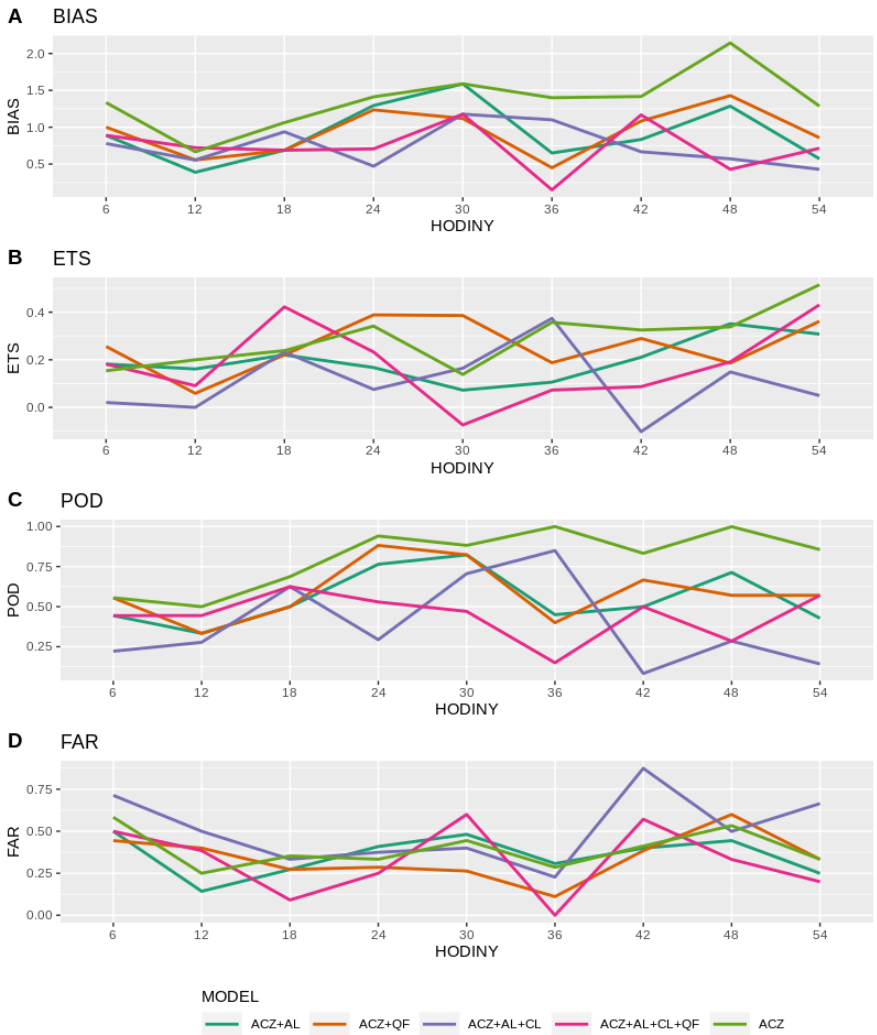 A BIAS
2.0
1.5
1.0
0.5
BIAS
6 12 18 24 30 36 42 48 54
HODINY
B ETS
0.4
0.2
0.0
ETS
6 12 18 24 30 36 42 48 54
HODINY
C POD
1.00
0.75
0.50
0.25
POD
6 12 18 24 30 36 42 48 54
HODINY
D FAR
0.75
0.50
0.25
0.00
FAR
6 12 18 24 30 36 42 48 54
HODINY
MODEL
ACZ+AL ACZ+QF ACZ+AL+CL ACZ+AL+CL+QF ACZ